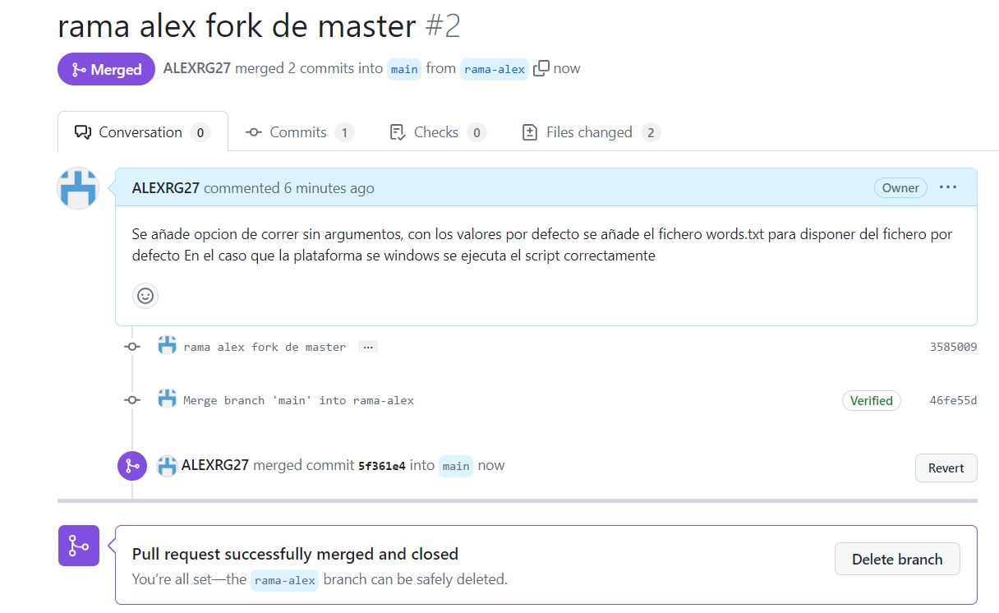 rama alex fork de master #2
Merged ALEXRG27 merged 2 commits into main from rama-alex now
Conversation 0 Commits 1 Checks 0 Files changed 2
ALEXRG27 commented 6 minutes ago Owner ...
Se añade opcion de correr sin argumentos, con los valores por defecto se añade el fichero words.txt para disponer del fichero por
defecto En el caso que la plataforma se windows se ejecuta el script correctamente
rama alex fork de master ... 3585009
Merge branch 'main' into rama-alex Verified 46fe55d
ALEXRG27 merged commit 5f361e4 into main now Revert
Pull request successfully merged and closed
You’re all set—the rama-alex branch can be safely deleted.
Delete branch